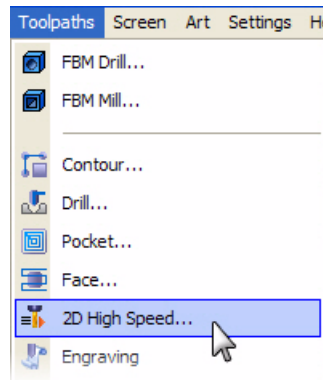 Toolpaths Screen Art Settings
FBM Drill...
FBM Mill...
Contour...
Drill...
Pocket...
Face...
2D High Speed...
Engraving